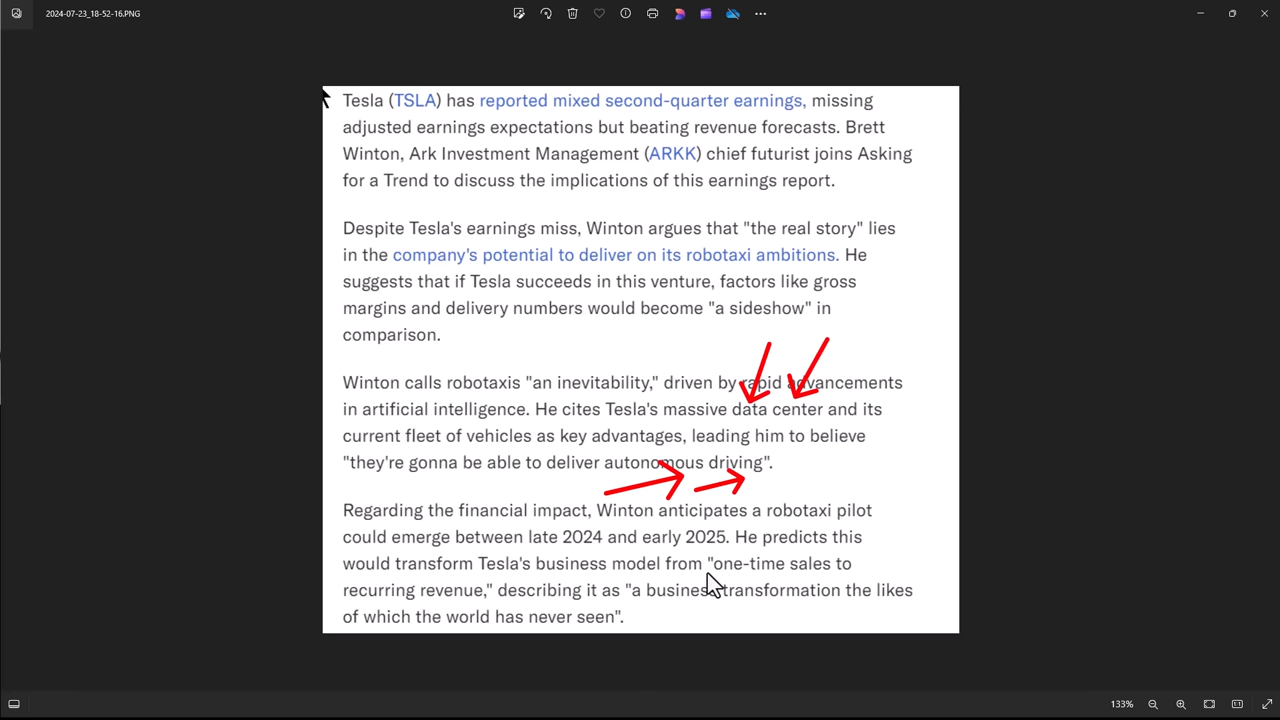 2024-07-23_18-52-16.PNG
Tesla (TSLA) has reported mixed second-quarter earnings, missing
adjusted earnings expectations but beating revenue forecasts. Brett
Winton, Ark Investment Management (ARKK) chief futurist joins Asking
for a Trend to discuss the implications of this earnings report.
Despite Tesla's earnings miss, Winton argues that "the real story" lies
in the company's potential to deliver on its robotaxi ambitions. He
suggests that if Tesla succeeds in this venture, factors like gross
margins and delivery numbers would become "a sideshow" in
comparison.
Winton calls robotaxis "an inevitability," driven by rapid advancements
in artificial intelligence. He cites Tesla's massive data center and its
current fleet of vehicles as key advantages, leading him to believe
"they're gonna be able to deliver autonomous driving".
Regarding the financial impact, Winton anticipates a robotaxi pilot
could emerge between late 2024 and early 2025. He predicts this
would transform Tesla's business model from "one-time sales to
recurring revenue," describing it as "a business transformation the likes
of which the world has never seen".
133%